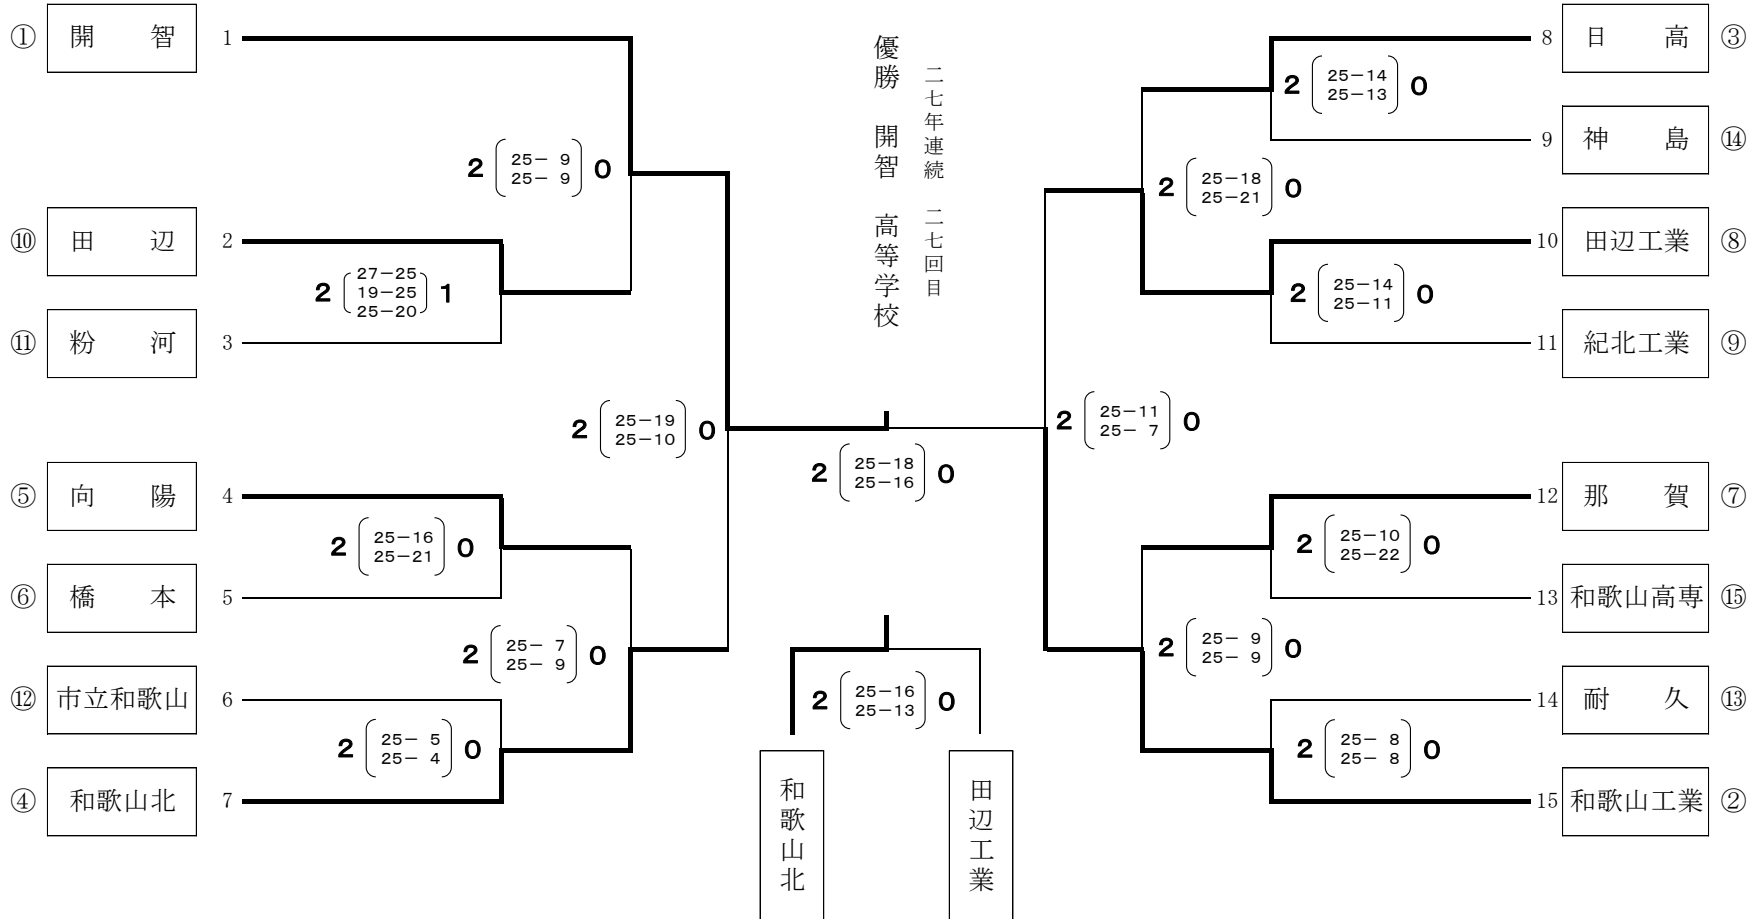 ① 開 智 1
⑩ 田 辺 2
⑪ 粉 河 3
⑤ 向 陽 4
⑥ 橋 本 5
⑫ 市立和歌山 6
④ 和歌山北 7
2 25− 9 0
25− 9
2 27−25 1
19−25
25−20
2 25−19 0
25−10
2 25−16 0
25−21
2 25− 7 0
25− 9
2 25− 5 0
25− 4
優勝 開智 高等学校
二七年連続 二七回目
2 25−18 0
25−16
2 25−16 0
25−13
和歌山北
田辺工業
8 日 高 ③
9 神 島 ⑭
10 田辺工業 ⑧
11 紀北工業 ⑨
12 那 賀 ⑦
13 和歌山高専 ⑮
14 耐 久 ⑬
15 和歌山工業 ②
2 25−14 0
25−13
2 25−18 0
25−21
2 25−14 0
25−11
2 25−11 0
25− 7
2 25−10 0
25−22
2 25− 9 0
25− 9
2 25− 8 0
25− 8